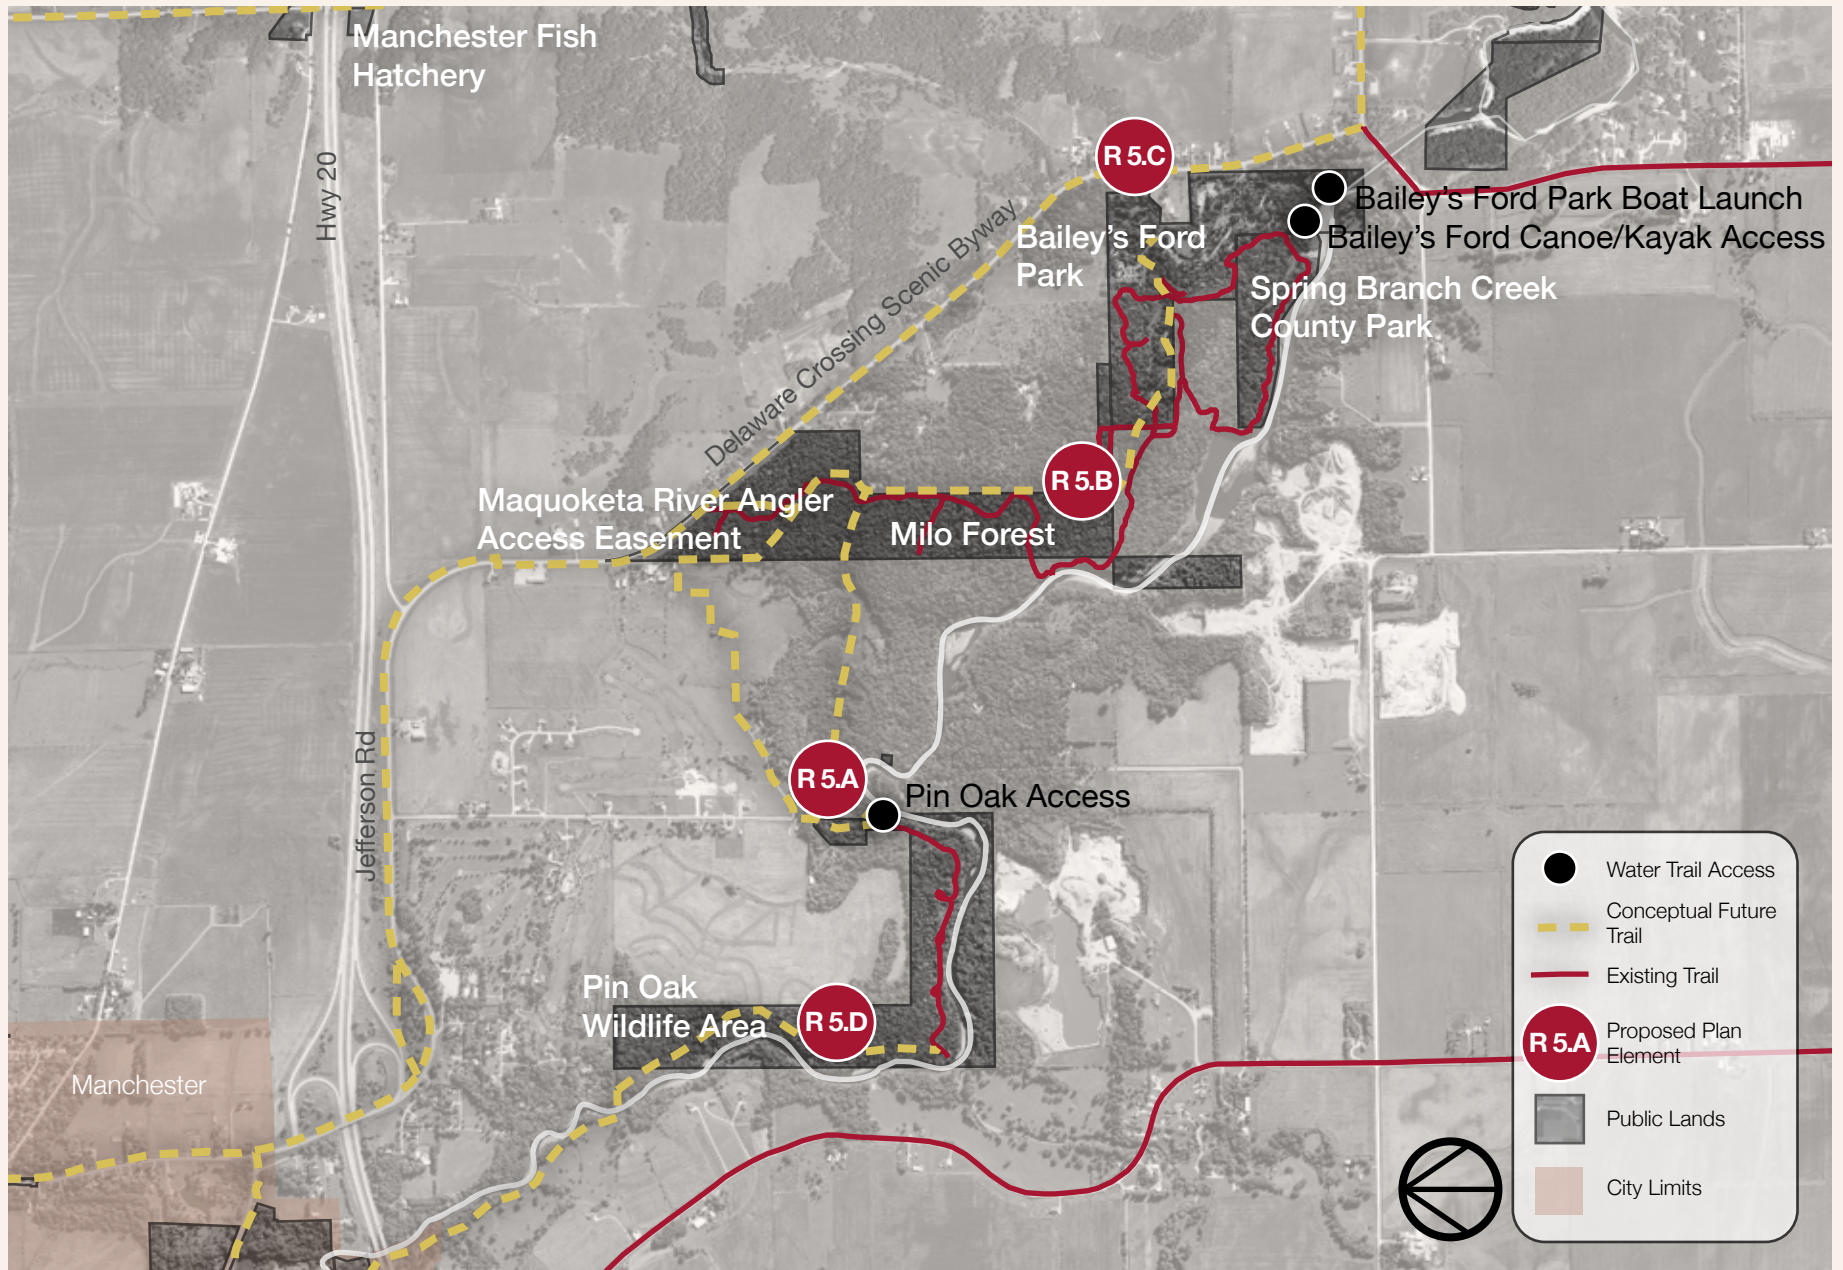 Manchester Fish
Hatchery
Hwy 20
R 5.C
Bailey's Ford Park Boat Launch
Bailey's Ford Canoe/Kayak Access
Bailey's Ford
Park
Spring Branch Creek
County Park
Delaware Crossing Scenic Byway
R 5.B
Maquoketa River Angler
Access Easement
Milo Forest
Jefferson Rd
R 5.A
Pin Oak Access
Pin Oak
Wildlife Area
R 5.D
Manchester
Water Trail Access
Conceptual Future
Trail
Existing Trail
R 5.A
Proposed Plan
Element
Public Lands
City Limits